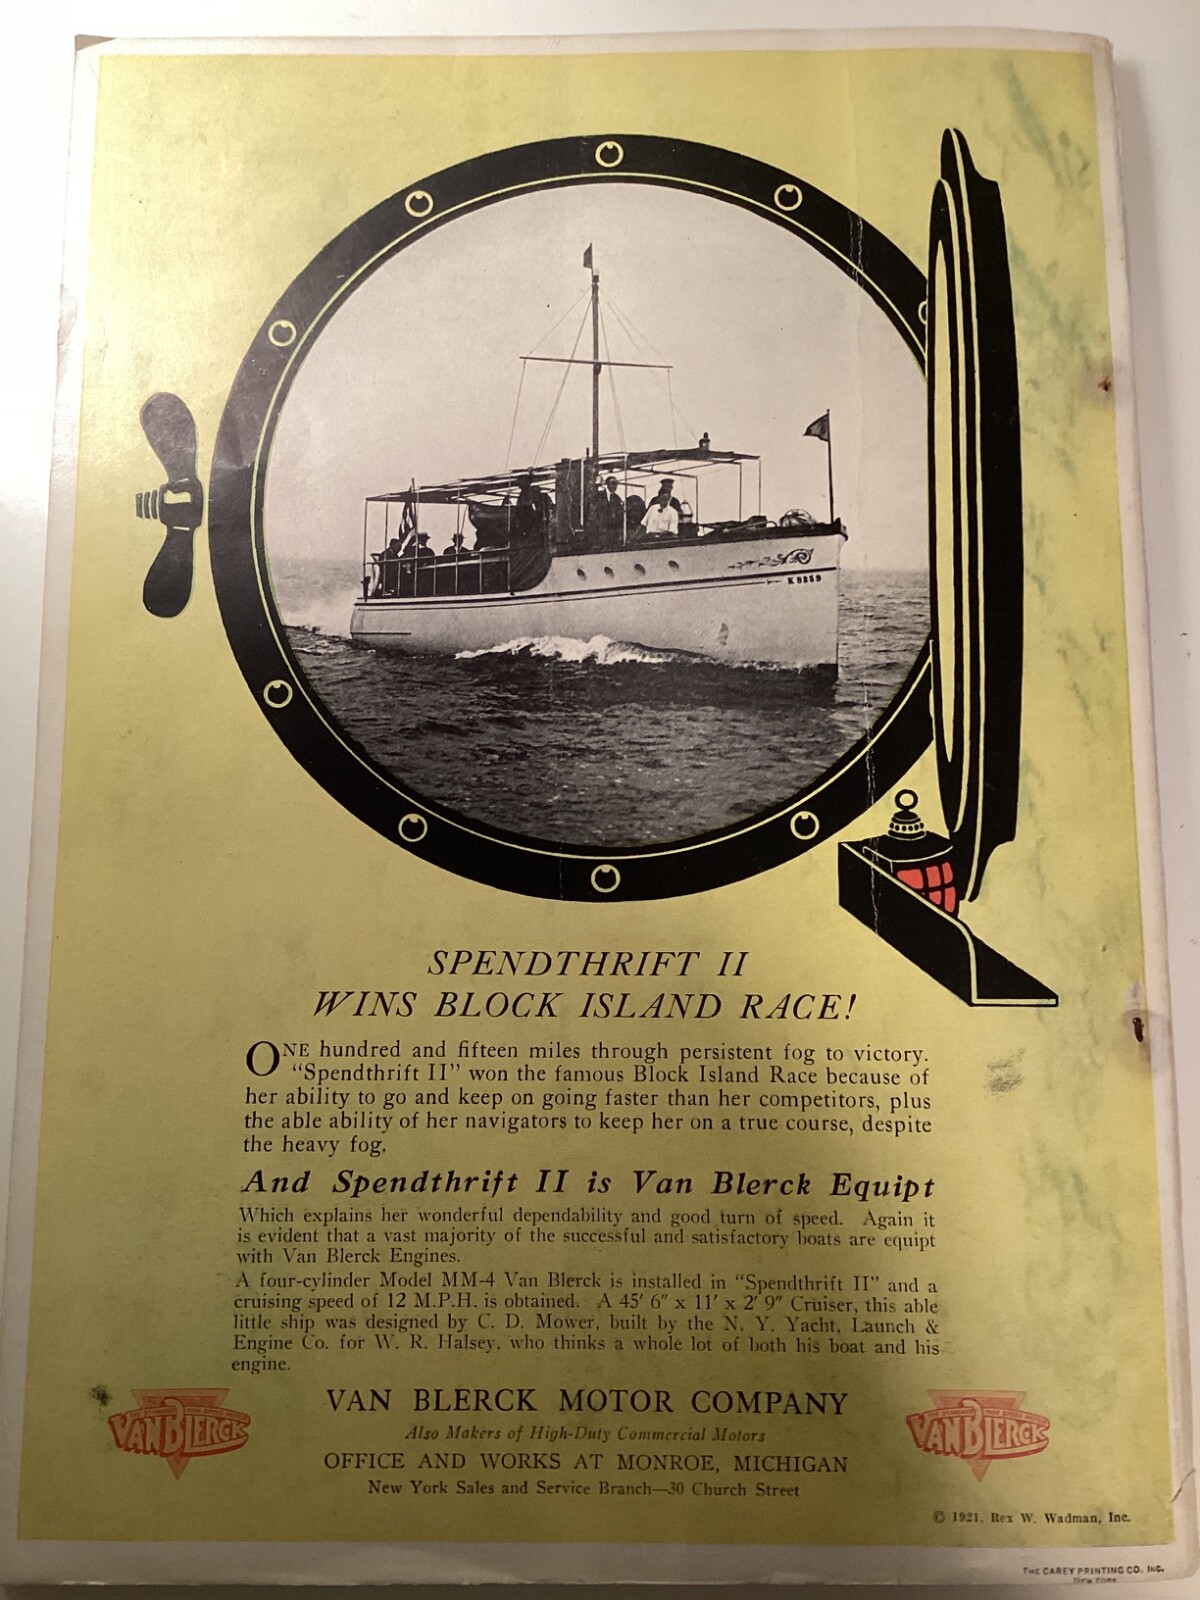 K 9259
SPENDTHRIFT II
WINS BLOCK ISLAND RACE!
ONE hundred and fifteen miles through persistent fog to victory.
"Spendthrift II" won the famous Block Island Race because of
her ability to go and keep on going faster than her competitors, plus
the able ability of her navigators to keep her on a true course, despite
the heavy fog.
And Spendthrift II is Van Blerck Equipt
Which explains her wonderful dependability and good turn of speed. Again it
is evident that a vast majority of the successful and satisfactory boats are equipt
with Van Blerck Engines.
A four-cylinder Model MM-4 Van Blerck is installed in "Spendthrift II" and a
cruising speed of 12 M.P.H. is obtained. A 45' 6" x 11' x 2' 9" Cruiser, this able
little ship was designed by C. D. Mower, built by the N. Y. Yacht, Launch &
Engine Co. for W. R. Halsey, who thinks a whole lot of both his boat and his
engine.
VAN BLERCK
VAN BLERCK MOTOR COMPANY
VAN BLERCK
Also Makers of High-Duty Commercial Motors
OFFICE AND WORKS AT MONROE, MICHIGAN
New York Sales and Service Branch—30 Church Street
© 1921, Rex W. Wadman, Inc.
THE CAREY PRINTING CO. INC.
NEW YORK